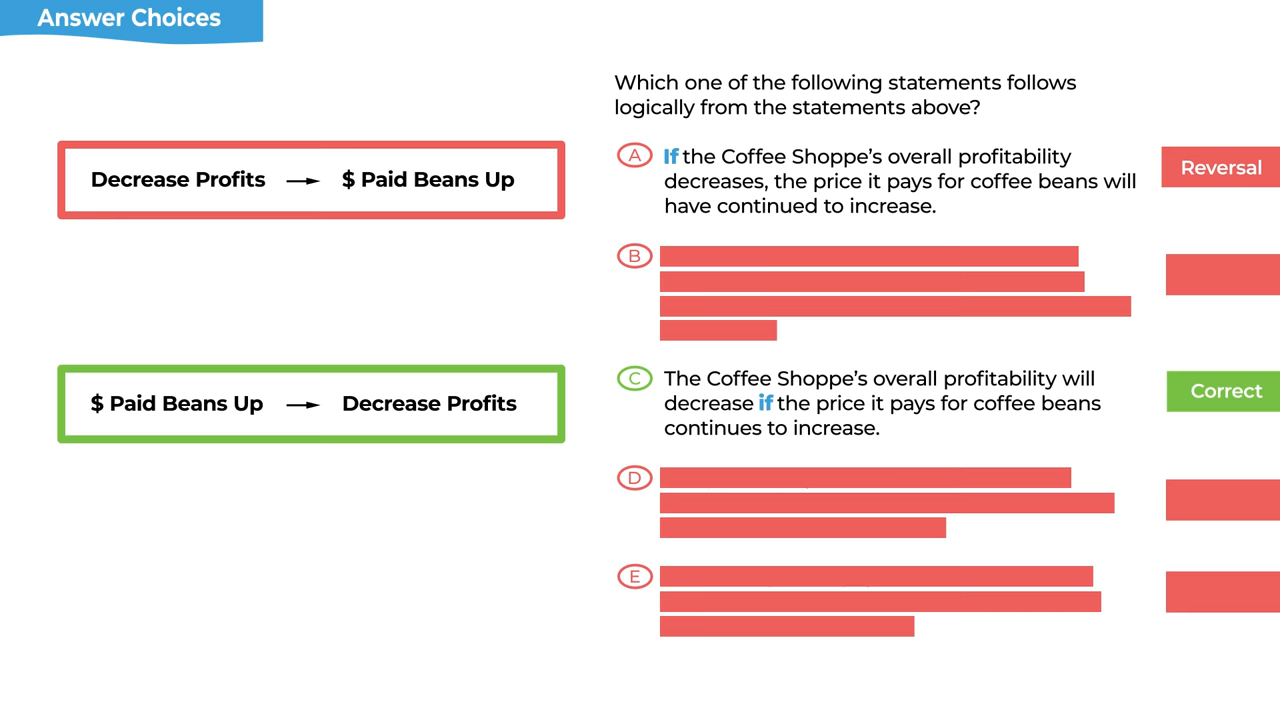 Answer Choices
Which one of the following statements follows
logically from the statements above?
Decrease Profits → $ Paid Beans Up
A If the Coffee Shoppe's overall profitability
decreases, the price it pays for coffee beans will
have continued to increase.
Reversal
B
$ Paid Beans Up → Decrease Profits
C The Coffee Shoppe's overall profitability will
decrease if the price it pays for coffee beans
continues to increase.
Correct
D
E